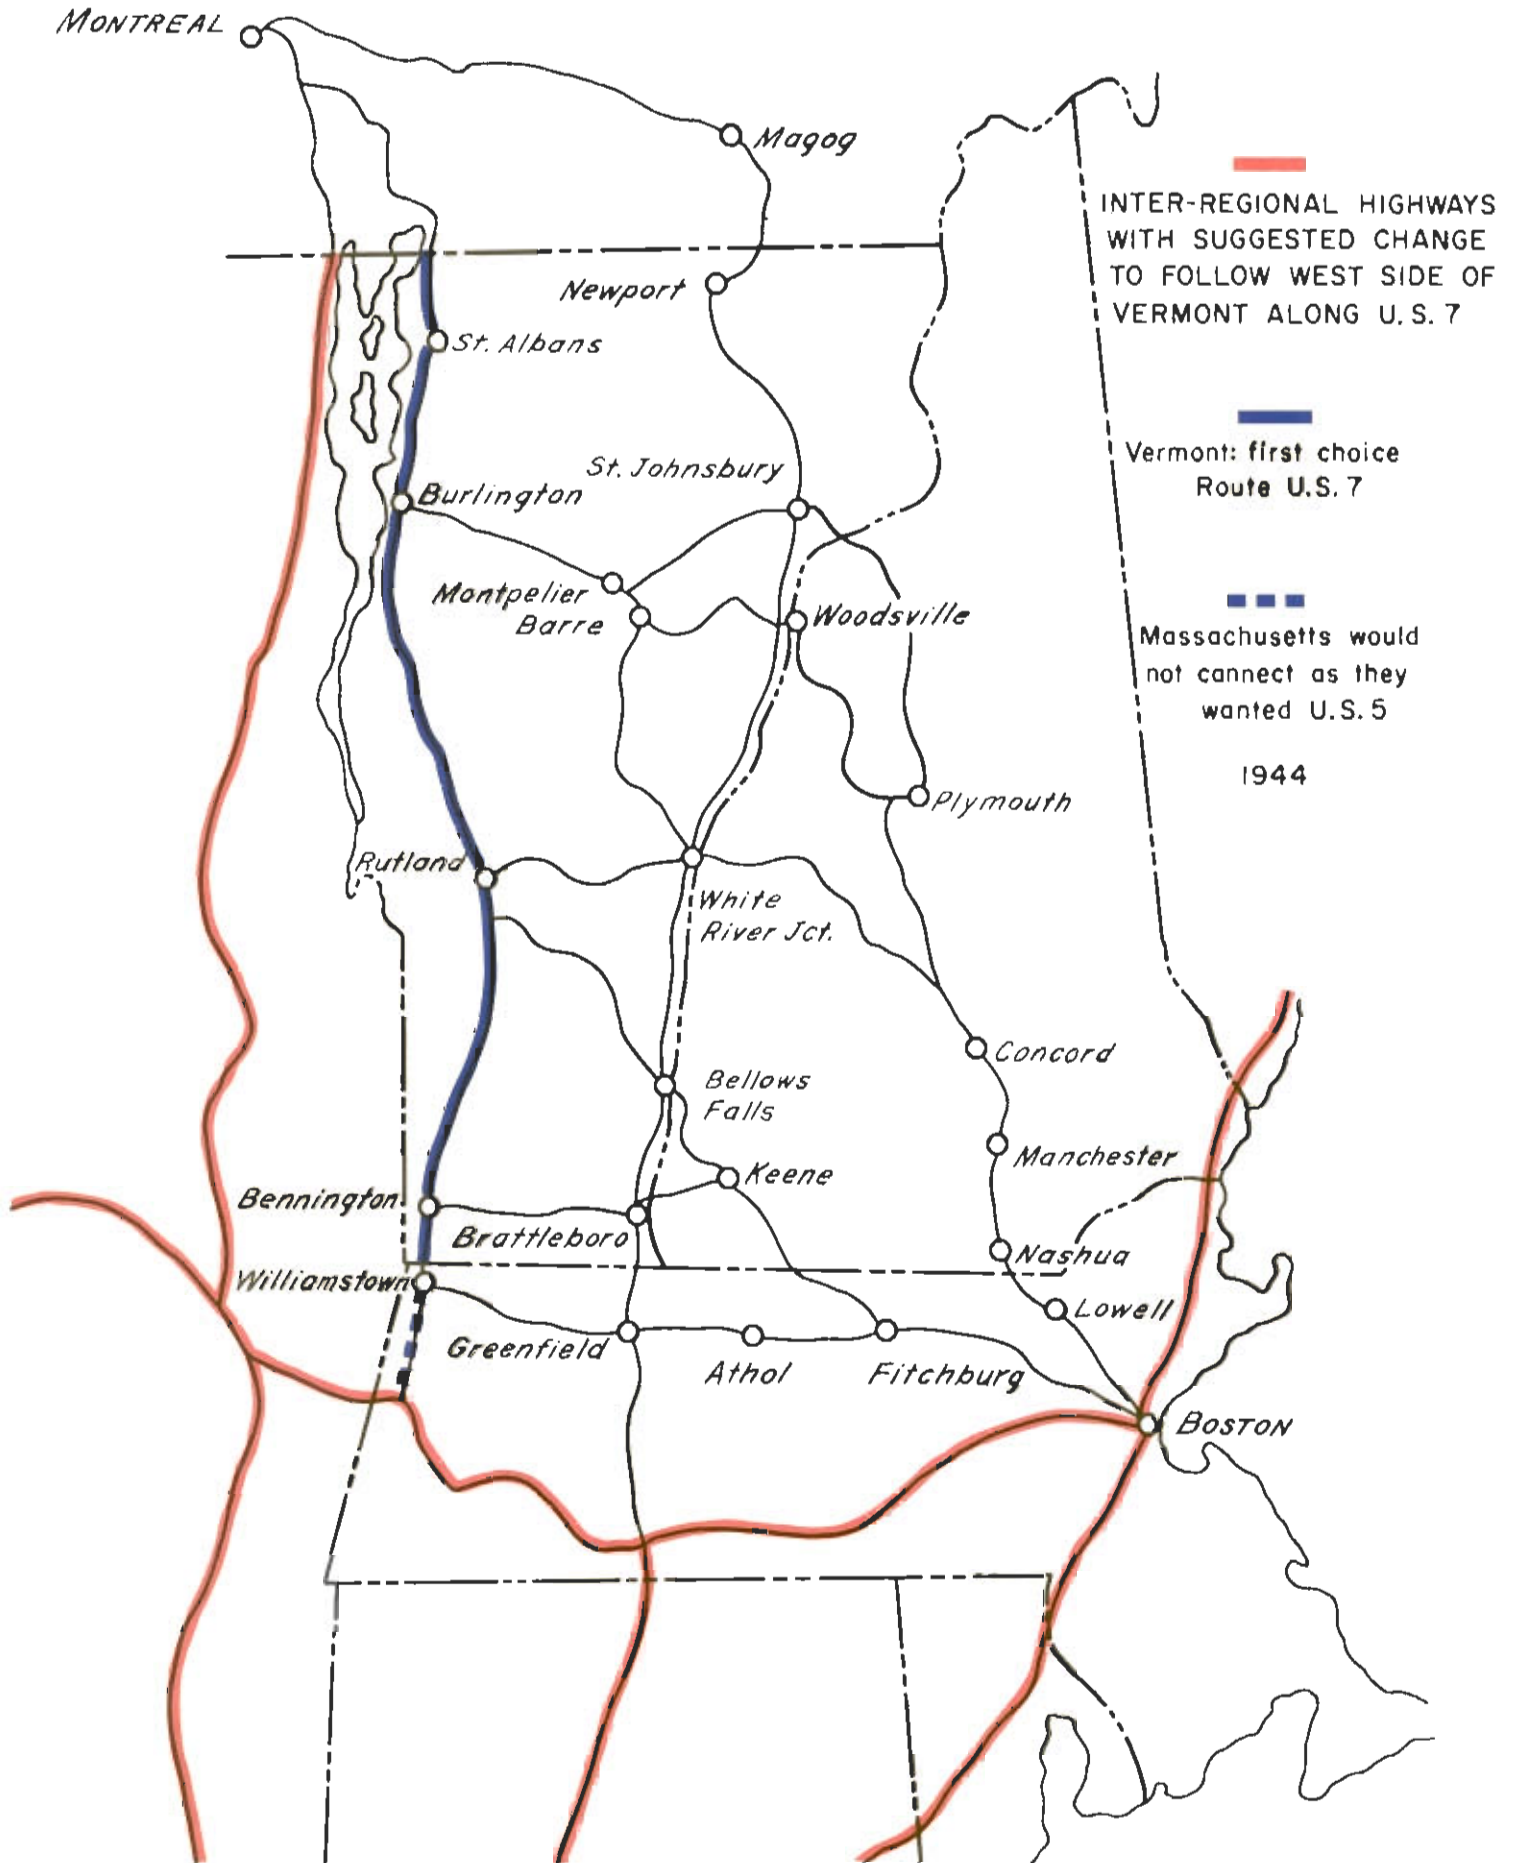 MONTREAL
Magog
INTER-REGIONAL HIGHWAYS
WITH SUGGESTED CHANGE
TO FOLLOW WEST SIDE OF
VERMONT ALONG U.S. 7
Newport
St. Albans
Vermont: first choice
Route U.S. 7
St. Johnsbury
Burlington
Montpelier
Barre
Woodsville
Massachusetts would
not cannect as they
wanted U.S. 5
1944
Plymouth
Rutland
White
River Jct.
Concord
Bellows
Falls
Manchester
Keene
Bennington
Brattleboro
Nashua
Williamstown
Lowell
Greenfield
Athol
Fitchburg
BOSTON